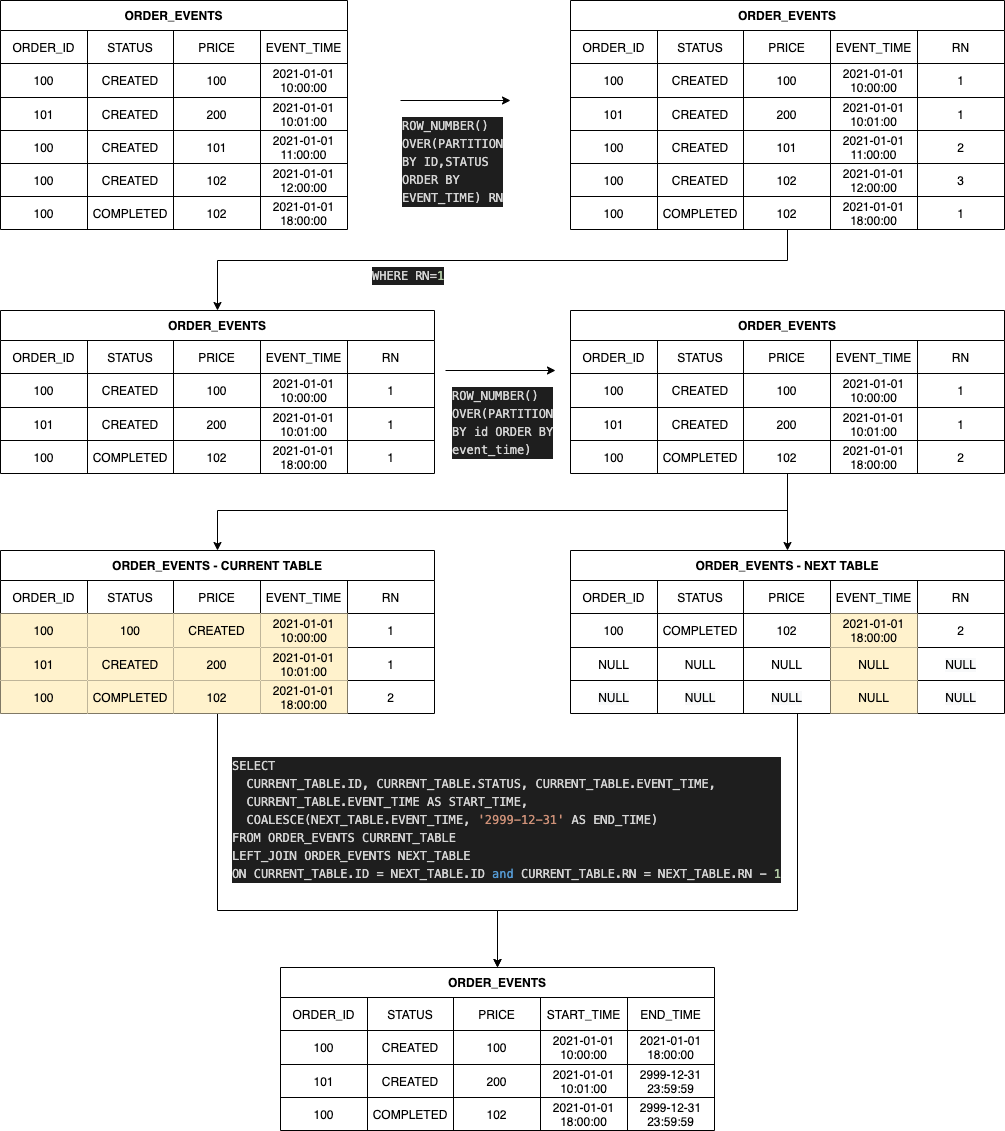 ORDER_EVENTS
ORDER_ID STATUS PRICE EVENT_TIME
100 CREATED 100 2021-01-01
10:00:00
101 CREATED 200 2021-01-01
10:01:00
100 CREATED 101 2021-01-01
11:00:00
100 CREATED 102 2021-01-01
12:00:00
100 COMPLETED 102 2021-01-01
18:00:00
ROW_NUMBER()
OVER(PARTITION
BY ID,STATUS
ORDER BY
EVENT_TIME) RN
ORDER_EVENTS
ORDER_ID STATUS PRICE EVENT_TIME RN
100 CREATED 100 2021-01-01
10:00:00 1
101 CREATED 200 2021-01-01
10:01:00 1
100 CREATED 101 2021-01-01
11:00:00 2
100 CREATED 102 2021-01-01
12:00:00 3
100 COMPLETED 102 2021-01-01
18:00:00 1
WHERE RN=1
ORDER_EVENTS
ORDER_ID STATUS PRICE EVENT_TIME RN
100 CREATED 100 2021-01-01
10:00:00 1
101 CREATED 200 2021-01-01
10:01:00 1
100 COMPLETED 102 2021-01-01
18:00:00 1
ROW_NUMBER()
OVER(PARTITION
BY id ORDER BY
event_time)
ORDER_EVENTS
ORDER_ID STATUS PRICE EVENT_TIME RN
100 CREATED 100 2021-01-01
10:00:00 1
101 CREATED 200 2021-01-01
10:01:00 1
100 COMPLETED 102 2021-01-01
18:00:00 2
ORDER_EVENTS - CURRENT TABLE
ORDER_ID STATUS PRICE EVENT_TIME RN
100 100 CREATED 2021-01-01
10:00:00 1
101 CREATED 200 2021-01-01
10:01:00 1
100 COMPLETED 102 2021-01-01
18:00:00 2
ORDER_EVENTS - NEXT TABLE
ORDER_ID STATUS PRICE EVENT_TIME RN
100 COMPLETED 102 2021-01-01
18:00:00 2
NULL NULL NULL NULL NULL
NULL NULL NULL NULL NULL
SELECT
CURRENT_TABLE.ID, CURRENT_TABLE.STATUS, CURRENT_TABLE.EVENT_TIME,
CURRENT_TABLE.EVENT_TIME AS START_TIME,
COALESCE(NEXT_TABLE.EVENT_TIME, '2999-12-31' AS END_TIME)
FROM ORDER_EVENTS CURRENT_TABLE
LEFT_JOIN ORDER_EVENTS NEXT_TABLE
ON CURRENT_TABLE.ID = NEXT_TABLE.ID and CURRENT_TABLE.RN = NEXT_TABLE.RN - 1
ORDER_EVENTS
ORDER_ID STATUS PRICE START_TIME END_TIME
100 CREATED 100 2021-01-01
10:00:00 2021-01-01
18:00:00
101 CREATED 200 2021-01-01
10:01:00 2999-12-31
23:59:59
100 COMPLETED 102 2021-01-01
18:00:00 2999-12-31
23:59:59